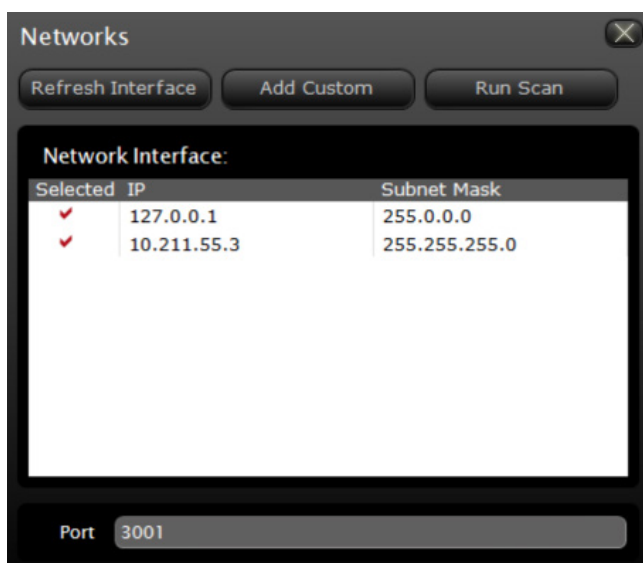 Networks
Refresh Interface Add Custom Run Scan
Network Interface:
Selected IP Subnet Mask
127.0.0.1 255.0.0.0
10.211.55.3 255.255.255.0
Port 3001